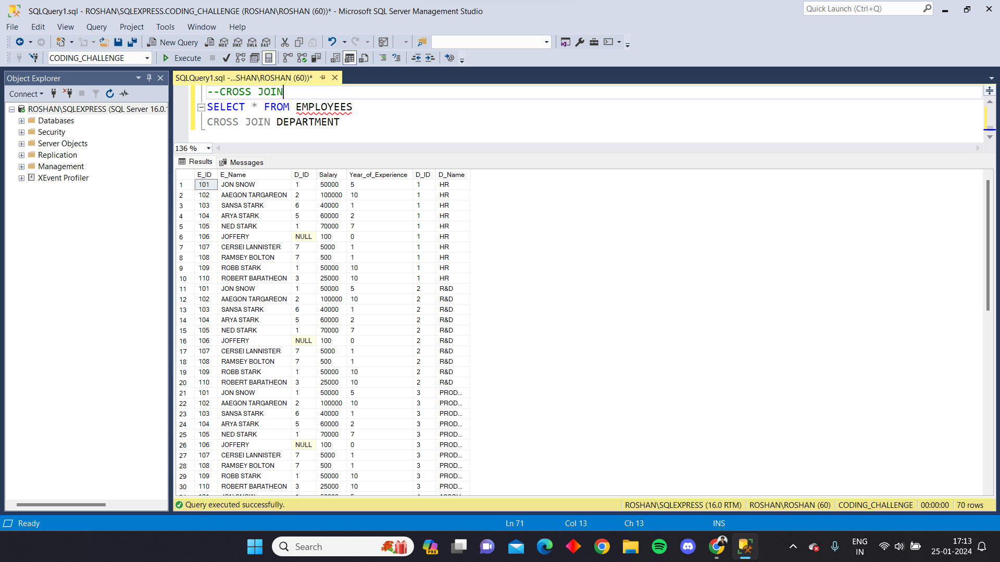 SQLQuery1.sql - ROSHAN\SQLEXPRESS.CODING_CHALLENGE (ROSHAN\ROSHAN (60))* - Microsoft SQL Server Management Studio
Quick Launch (Ctrl+Q)
File Edit View Query Project Tools Window Help
New Query MDX DMX XMLA DAX
CODING_CHALLENGE Execute
Object Explorer
Connect
ROSHAN\SQLEXPRESS (SQL Server 16.0.
Databases
Security
Server Objects
Replication
Management
XEvent Profiler
SQLQuery1.sql -...SHAN\ROSHAN (60))*
--CROSS JOIN
SELECT * FROM EMPLOYEES
CROSS JOIN DEPARTMENT
136 %
Results Messages
E_ID E_Name D_ID Salary Year_of_Experience D_ID D_Name
1 101 JON SNOW 1 50000 5 1 HR
2 102 AAEGON TARGAREON 2 100000 10 1 HR
3 103 SANSA STARK 6 40000 1 1 HR
4 104 ARYA STARK 5 60000 2 1 HR
5 105 NED STARK 1 70000 7 1 HR
6 106 JOFFERY NULL 100 0 1 HR
7 107 CERSEI LANNISTER 7 5000 1 1 HR
8 108 RAMSEY BOLTON 7 500 1 1 HR
9 109 ROBB STARK 1 50000 10 1 HR
10 110 ROBERT BARATHEON 3 25000 10 1 HR
11 101 JON SNOW 1 50000 5 2 R&D
12 102 AAEGON TARGAREON 2 100000 10 2 R&D
13 103 SANSA STARK 6 40000 1 2 R&D
14 104 ARYA STARK 5 60000 2 2 R&D
15 105 NED STARK 1 70000 7 2 R&D
16 106 JOFFERY NULL 100 0 2 R&D
17 107 CERSEI LANNISTER 7 5000 1 2 R&D
18 108 RAMSEY BOLTON 7 500 1 2 R&D
19 109 ROBB STARK 1 50000 10 2 R&D
20 110 ROBERT BARATHEON 3 25000 10 2 R&D
21 101 JON SNOW 1 50000 5 3 PROD...
22 102 AAEGON TARGAREON 2 100000 10 3 PROD...
23 103 SANSA STARK 6 40000 1 3 PROD...
24 104 ARYA STARK 5 60000 2 3 PROD...
25 105 NED STARK 1 70000 7 3 PROD...
26 106 JOFFERY NULL 100 0 3 PROD...
27 107 CERSEI LANNISTER 7 5000 1 3 PROD...
28 108 RAMSEY BOLTON 7 500 1 3 PROD...
29 109 ROBB STARK 1 50000 10 3 PROD...
30 110 ROBERT BARATHEON 3 25000 10 3 PROD...
Query executed successfully. ROSHAN\SQLEXPRESS (16.0 RTM) ROSHAN\ROSHAN (60) CODING_CHALLENGE 00:00:00 70 rows
Ready Ln 71 Col 13 Ch 13 INS
Search PRE ENG IN 17:13 25-01-2024